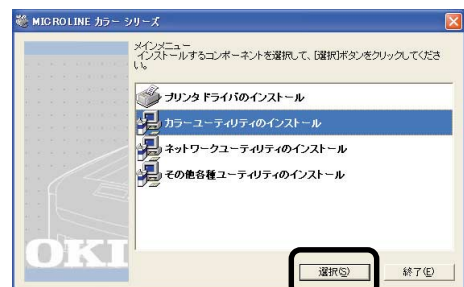 MICROLINE カラー シリーズ
メインメニュー
インストールするコンポーネントを選択して、[選択]ボタンをクリックしてくださ
い。
プリンタドライバのインストール
カラーユーティリティのインストール
ネットワークユーティリティのインストール
その他各種ユーティリティのインストール
OKI
選択(S)
終了(E)